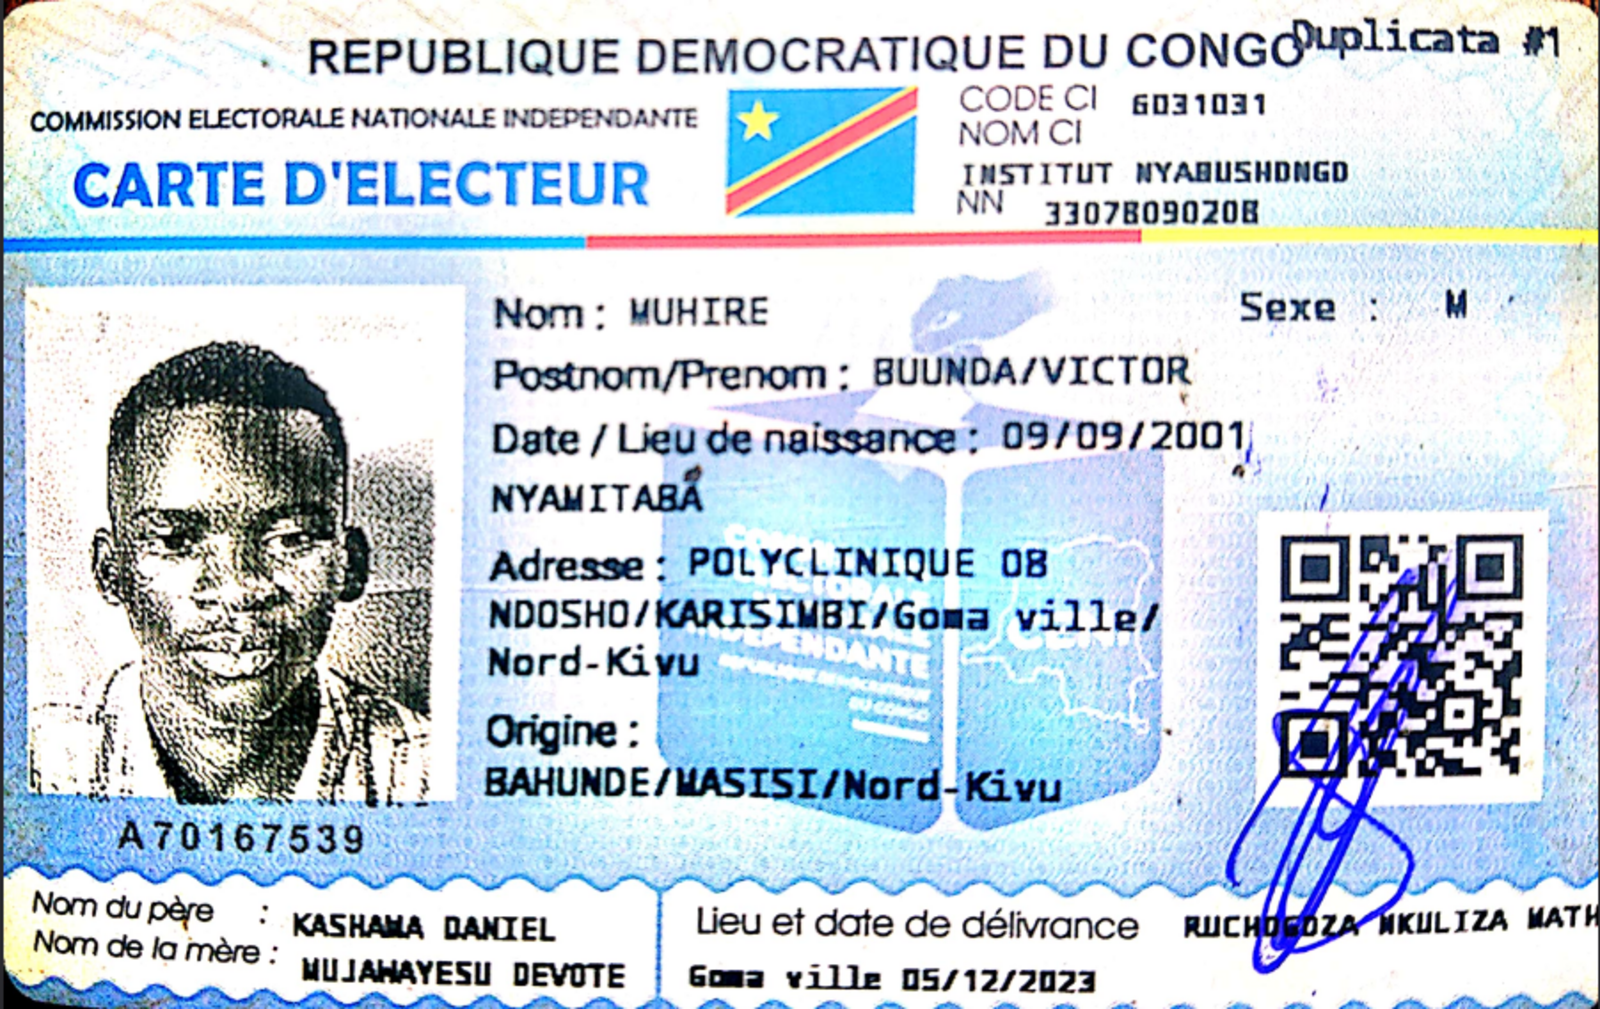 REPUBLIQUE DEMOCRATIQUE DU CONGO
Duplicata #1
COMMISSION ELECTORALE NATIONALE INDEPENDANTE
CARTE D'ELECTEUR
CODE CI 6031031
NOM CI
INSTITUT NYABUSHONGO
NN 33078090208
Nom : MUHIRE
Sexe : M
Postnom/Prenom : BUUNDA/VICTOR
Date / Lieu de naissance : 09/09/2001
NYAMITABA
Adresse : POLYCLINIQUE 08
NDOSHO/KARISIMBI/Goma ville/
Nord-Kivu
Origine :
BAHUNDE/MASISI/Nord-Kivu
A70167539
Nom du père : KASHAMA DANIEL
Nom de la mère : MUJAWAYESU DEVOTE
Lieu et date de délivrance
Goma ville 05/12/2023
RUCHOGOZA NKULIZA MATH